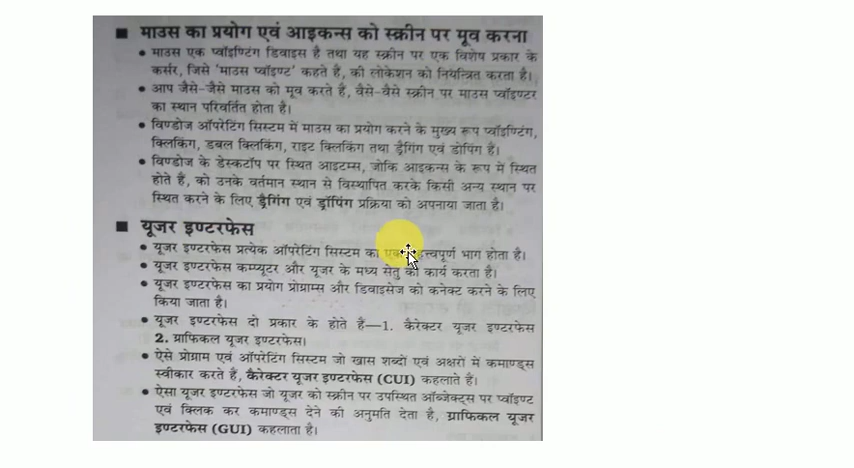 ■ माउस का प्रयोग एवं आइकन्स को स्क्रीन पर मूव करना
• माउस एक प्वॉइण्टिंग डिवाइस है तथा यह स्क्रीन पर एक विशेष प्रकार के
कर्सर, जिसे 'माउस प्वॉइण्ट' कहते हैं, की लोकेशन को नियन्त्रित करता है।
• आप जैसे-जैसे माउस को मूव करते हैं, वैसे-वैसे स्क्रीन पर माउस प्वॉइण्टर
का स्थान परिवर्तित होता है।
• विण्डोज ऑपरेटिंग सिस्टम में माउस का प्रयोग करने के मुख्य रूप प्वॉइण्टिंग,
क्लिकिंग, डबल क्लिकिंग, राइट क्लिकिंग तथा ड्रैगिंग एवं डोपिंग हैं।
• विण्डोज के डेस्कटॉप पर स्थित आइटम्स, जोकि आइकन्स के रूप में स्थित
होते हैं, को उनके वर्तमान स्थान से विस्थापित करके किसी अन्य स्थान पर
स्थित करने के लिए ड्रैगिंग एवं ड्रॉपिंग प्रक्रिया को अपनाया जाता है।
■ यूजर इण्टरफेस
• यूजर इण्टरफेस प्रत्येक ऑपरेटिंग सिस्टम का एक हत्त्वपूर्ण भाग होता है।
• यूजर इण्टरफेस कम्प्यूटर और यूजर के मध्य सेतु का कार्य करता है।
• यूजर इण्टरफेस का प्रयोग प्रोग्राम्स और डिवाइसेज को कनेक्ट करने के लिए
किया जाता है।
• यूजर इण्टरफेस दो प्रकार के होते हैं—1. कैरेक्टर यूजर इण्टरफेस
2. ग्राफिकल यूजर इण्टरफेस।
• ऐसे प्रोग्राम एवं ऑपरेटिंग सिस्टम जो खास शब्दों एवं अक्षरों में कमाण्ड्स
स्वीकार करते हैं, कैरेक्टर यूजर इण्टरफेस (CUI) कहलाते हैं।
• ऐसा यूजर इण्टरफेस जो यूजर को स्क्रीन पर उपस्थित ऑब्जेक्ट्स पर प्वॉइण्ट
एवं क्लिक कर कमाण्ड्स देने की अनुमति देता है, ग्राफिकल यूजर
इण्टरफेस (GUI) कहलाता है।